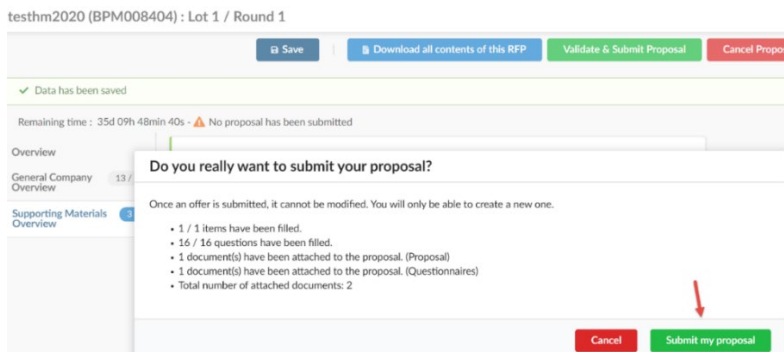 testhm2020 (BPM008404) : Lot 1 / Round 1
Save
Download all contents of this RFP
Validate & Submit Proposal
Cancel Propo
Data has been saved
Remaining time : 35d 09h 48min 40s - No proposal has been submitted
Overview
General Company
Overview
13 /
Supporting Materials
Overview
3
Do you really want to submit your proposal?
Once an offer is submitted, it cannot be modified. You will only be able to create a new one.
• 1 / 1 items have been filled.
• 16 / 16 questions have been filled.
• 1 document(s) have been attached to the proposal. (Proposal)
• 1 document(s) have been attached to the proposal. (Questionnaires)
• Total number of attached documents: 2
Cancel
Submit my proposal